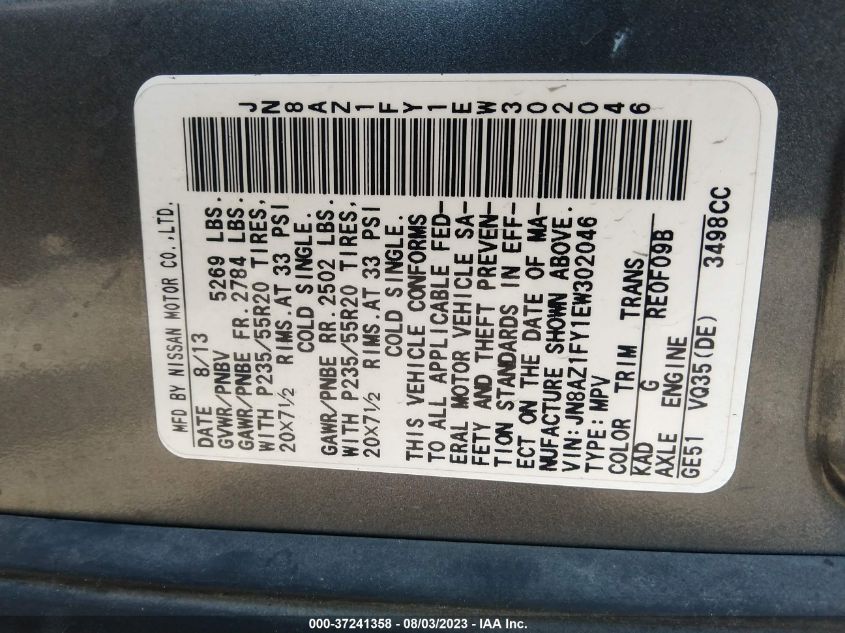 JN8AZ1FY1EW302046
MFD BY NISSAN MOTOR CO.,LTD.
DATE 8/13
GVWR/PNBV 5269 LBS.
GAWR/PNBE FR. 2784 LBS.
WITH P235/55R20 TIRES,
20X7½ RIMS.AT 33 PSI
COLD SINGLE.
GAWR/PNBE RR. 2502 LBS.
WITH P235/55R20 TIRES,
20X7½ RIMS.AT 33 PSI
COLD SINGLE.
THIS VEHICLE CONFORMS
TO ALL APPLICABLE FED-
ERAL MOTOR VEHICLE SA-
FETY AND THEFT PREVEN-
TION STANDARDS IN EFF-
ECT ON THE DATE OF MA-
NUFACTURE SHOWN ABOVE.
VIN: JN8AZ1FY1EW302046
TYPE: MPV
COLOR TRIM TRANS
KAD G RE0F09B
AXLE ENGINE
GE51 VQ35(DE) 3498CC
000-37241358 - 08/03/2023 - IAA Inc.